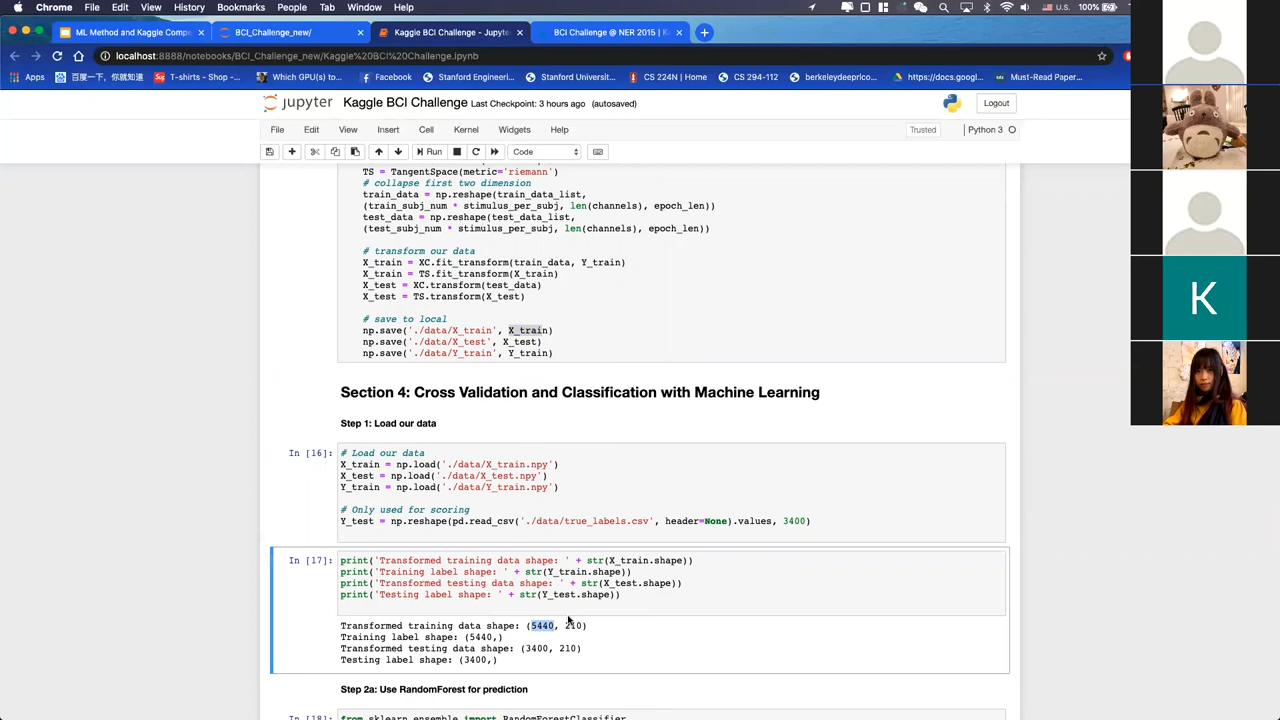 Chrome File Edit View History Bookmarks People Tab Window Help U.S. 100%
ML Method and Kaggle Compe
BCI_Challenge_new/
Kaggle BCI Challenge - Jupyte
BCI Challenge @ NER 2015 | K
localhost:8888/notebooks/BCI_Challenge_new/Kaggle%20BCI%20Challenge.ipynb
Apps 百度一下，你就知道 T-shirts - Shop -... Which GPU(s) to... Facebook Stanford Engineeri... Stanford Universit... CS 224N | Home CS 294-112 berkeleydeeprlco... https://docs.googl... Must-Read Paper...
jupyter Kaggle BCI Challenge Last Checkpoint: 3 hours ago (autosaved) Logout
File Edit View Insert Cell Kernel Widgets Help Trusted Python 3
Run Code
TS = TangentSpace(metric='riemann')
# collapse first two dimension
train_data = np.reshape(train_data_list,
(train_subj_num * stimulus_per_subj, len(channels), epoch_len))
test_data = np.reshape(test_data_list,
(test_subj_num * stimulus_per_subj, len(channels), epoch_len))
# transform our data
X_train = XC.fit_transform(train_data, Y_train)
X_train = TS.fit_transform(X_train)
X_test = XC.transform(test_data)
X_test = TS.transform(X_test)
# save to local
np.save('./data/X_train', X_train)
np.save('./data/X_test', X_test)
np.save('./data/Y_train', Y_train)
Section 4: Cross Validation and Classification with Machine Learning
Step 1: Load our data
In [16]:
# Load our data
X_train = np.load('./data/X_train.npy')
X_test = np.load('./data/X_test.npy')
Y_train = np.load('./data/Y_train.npy')
# Only used for scoring
Y_test = np.reshape(pd.read_csv('./data/true_labels.csv', header=None).values, 3400)
In [17]:
print('Transformed training data shape: ' + str(X_train.shape))
print('Training label shape: ' + str(Y_train.shape))
print('Transformed testing data shape: ' + str(X_test.shape))
print('Testing label shape: ' + str(Y_test.shape))
Transformed training data shape: (5440, 210)
Training label shape: (5440,)
Transformed testing data shape: (3400, 210)
Testing label shape: (3400,)
Step 2a: Use RandomForest for prediction
In [18]:
from sklearn.ensemble import RandomForestClassifier
K